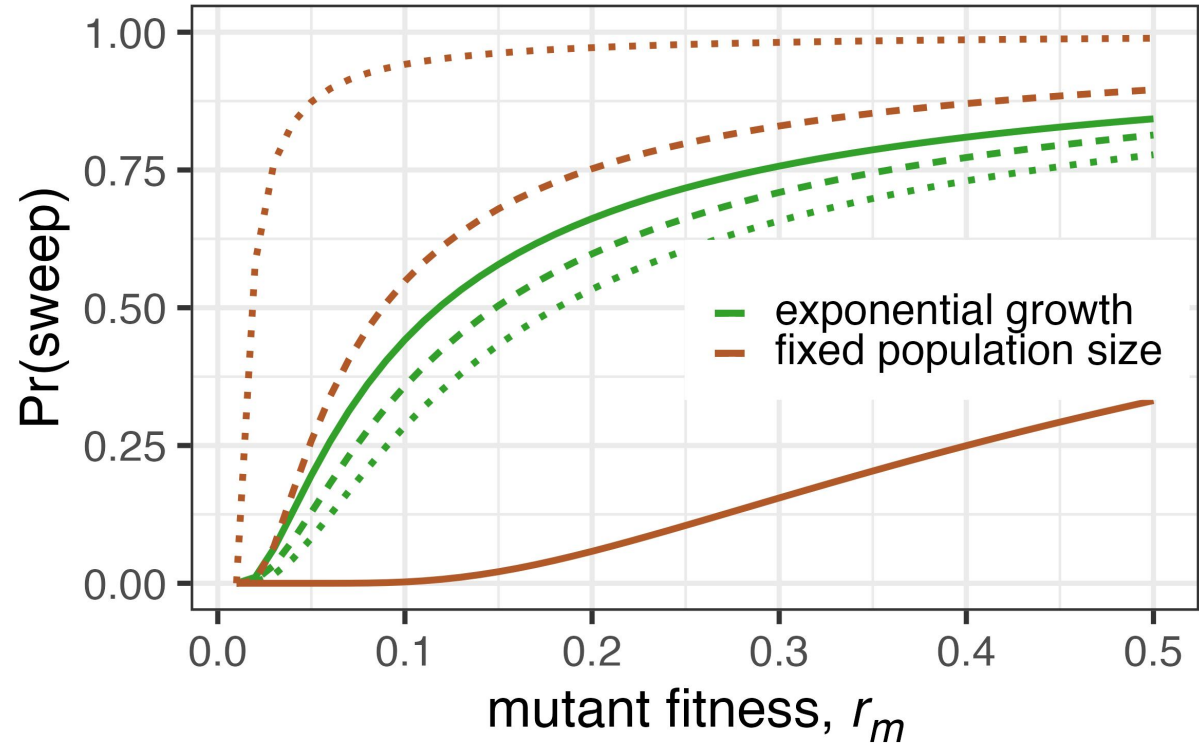 Pr(sweep)
1.00
0.75
0.50
0.25
0.00
exponential growth
fixed population size
0.0 0.1 0.2 0.3 0.4 0.5
mutant fitness, rm